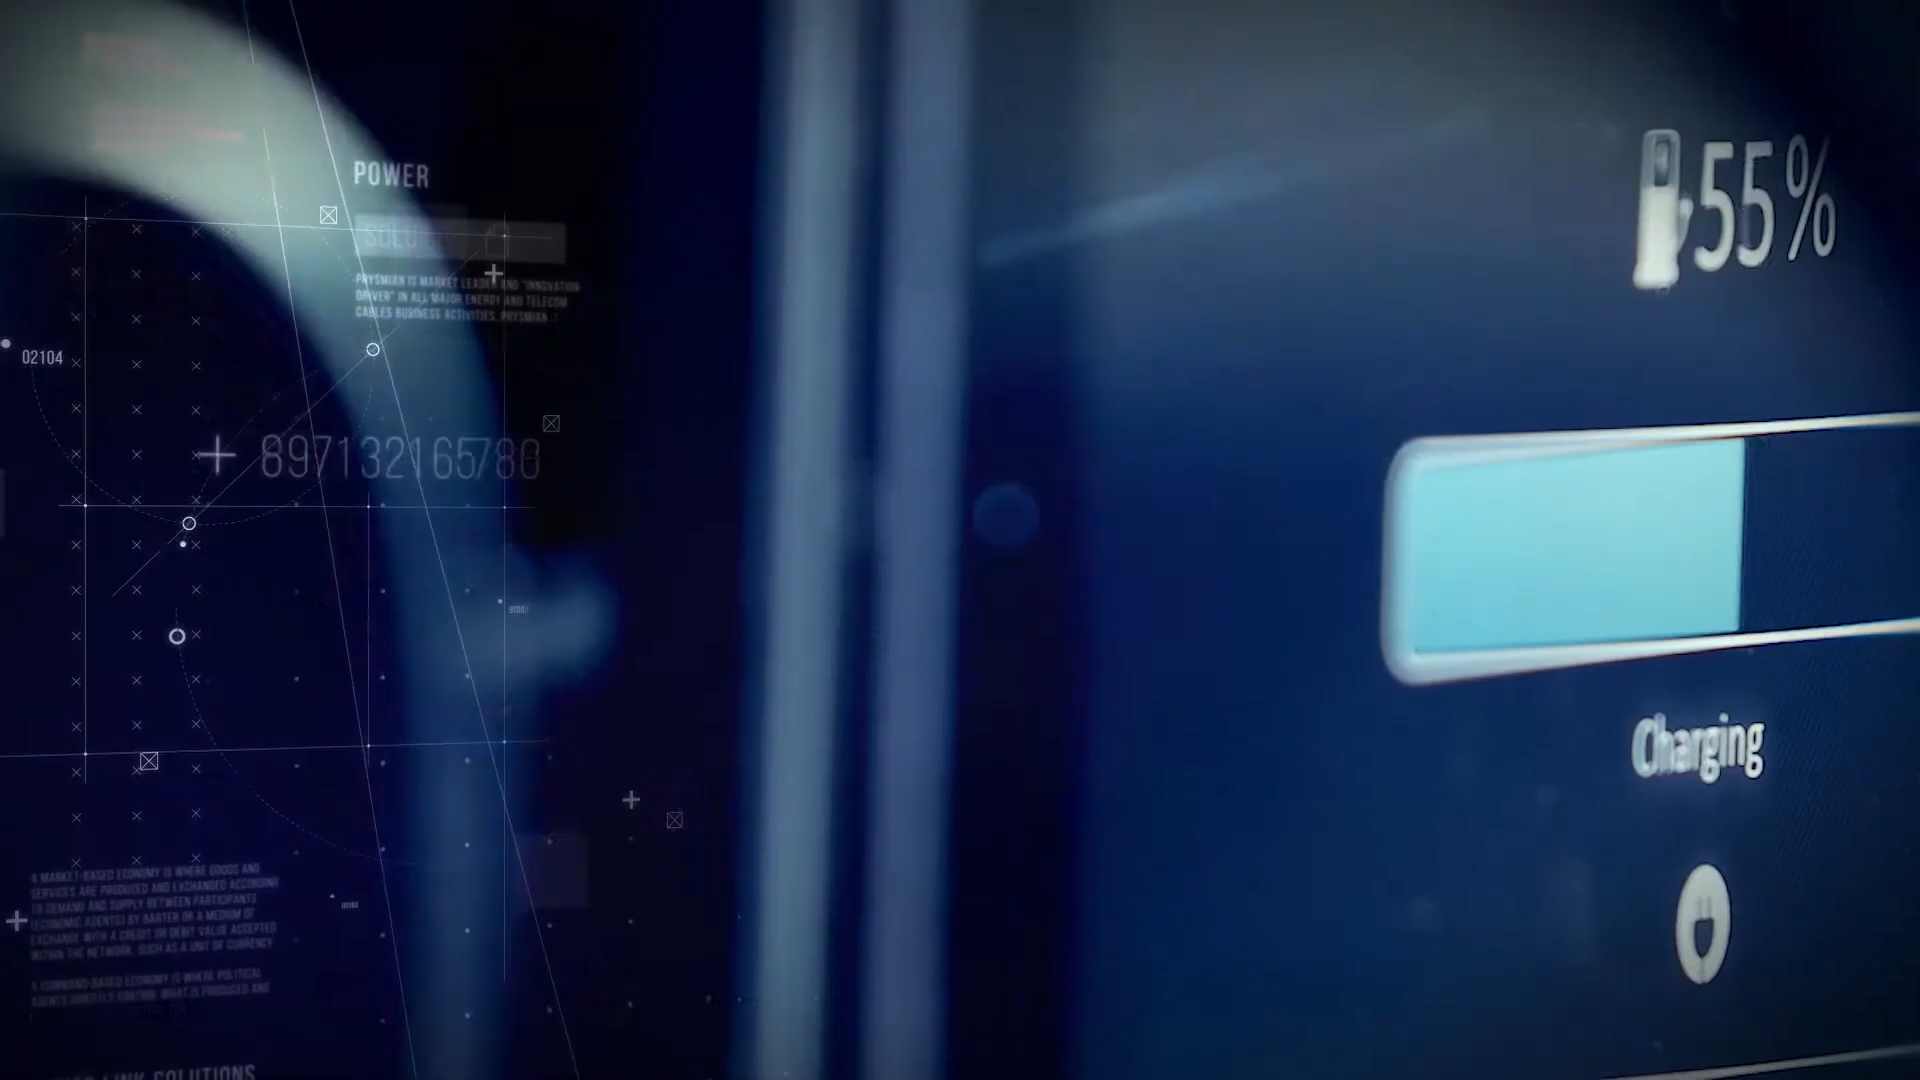 POWER
SOLU
PRYSMIAN IS MARKET LEADER AND "INNOVATION
DRIVER" IN ALL MAJOR ENERGY AND TELECOM
CABLES BUSINESS ACTIVITIES. PRYSMIAN
02104
897132165780
55%
Charging
A MARKET-BASED ECONOMY IS WHERE GOODS AND
SERVICES ARE PRODUCED AND EXCHANGED ACCORDING
TO DEMAND AND SUPPLY BETWEEN PARTICIPANTS
(ECONOMIC AGENTS) BY BARTER OR A MEDIUM OF
EXCHANGE WITH A CREDIT OR DEBIT VALUE ACCEPTED
WITHIN THE NETWORK, SUCH AS A UNIT OF CURRENCY
A COMMAND-BASED ECONOMY IS WHERE POLITICAL
AGENTS DIRECTLY CONTROL WHAT IS PRODUCED AND
LINK SOLUTIONS